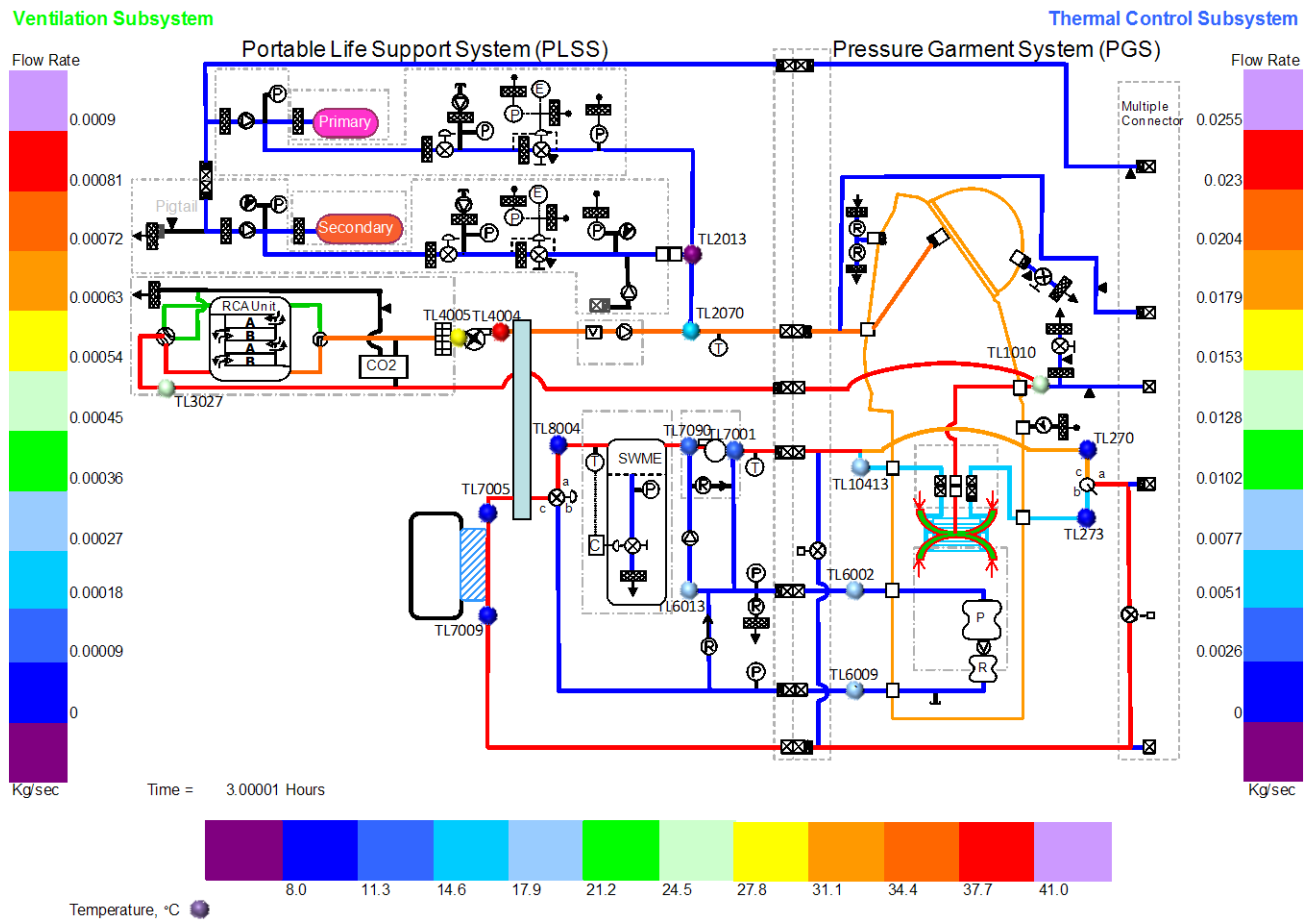 Ventilation Subsystem
Thermal Control Subsystem
Portable Life Support System (PLSS)
Pressure Garment System (PGS)
Flow Rate
Flow Rate
Multiple
Connector
0.0009
0.00081
0.00072
0.00063
0.00054
0.00045
0.00036
0.00027
0.00018
0.00009
0
Kg/sec
0.0255
0.023
0.0204
0.0179
0.0153
0.0128
0.0102
0.0077
0.0051
0.0026
0
Kg/sec
P
E
P
P
P
Primary
Pigtail
P
E
P
P
P
Secondary
TL2013
R
R
RCA Unit
A
B
A
B
TL4005
TL4004
V
TL2070
T
CO2
TL3027
TL1010
TL8004
TL7090
TL7001
TL270
SWME
T
P
R
T
TL10413
c
a
b
TL7005
a
c
b
TL273
C
TL6013
P
R
TL6002
P
V
R
TL7009
R
P
TL6009
Time = 3.00001 Hours
8.0
11.3
14.6
17.9
21.2
24.5
27.8
31.1
34.4
37.7
41.0
Temperature, °C